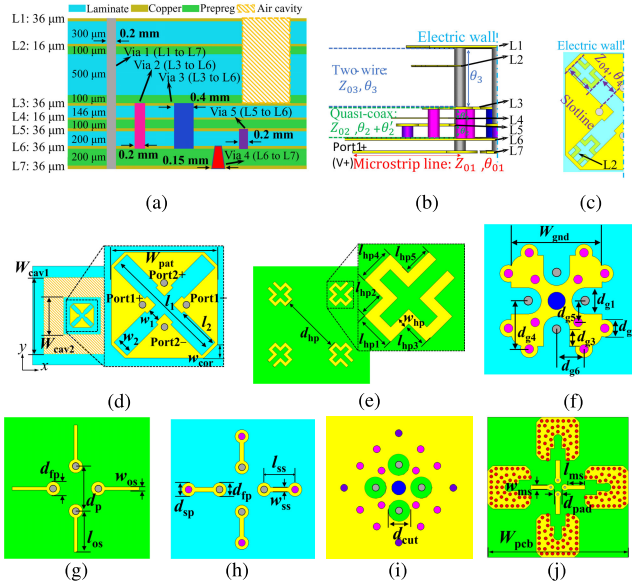 Laminate Copper Prepreg Air cavity
L1: 36 μm
300 μm
0.2 mm
L2: 16 μm
100 μm
Via 1 (L1 to L7)
Via 2 (L3 to L6)
Via 3 (L3 to L6)
500 μm
100 μm
0.4 mm
L3: 36 μm
146 μm
L4: 16 μm
100 μm
Via 5 (L5 to L6)
L5: 36 μm
200 μm
0.2 mm
L6: 36 μm
200 μm
0.2 mm
0.15 mm
Via 4 (L6 to L7)
L7: 36 μm
(a)
Electric wall
L1
L2
Two-wire:
Z03, θ3
θ3
L3
Quasi-coax:
Z02, θ2+θ'2
L4
L5
L6
Port1+
(V+)
L7
Microstrip line: Z01, θ01
(b)
Electric wall
Z04, θ4
Slotline
L2
(c)
Wcav1
Wcav2
y
x
Wpat
Port2+
Port1+
Port1-
Port2−
l1
l2
w1
w2
wcor
(d)
dhp
lhp4
lhp5
lhp2
whp
lhp1
lhp3
(e)
Wgnd
dg1
dg5
dg4
dg3
dg6
(f)
dfp
dp
wos
los
(g)
lss
dsp
dfp
wss
(h)
dcut
(i)
lms
wms
dpad
Wpcb
(j)